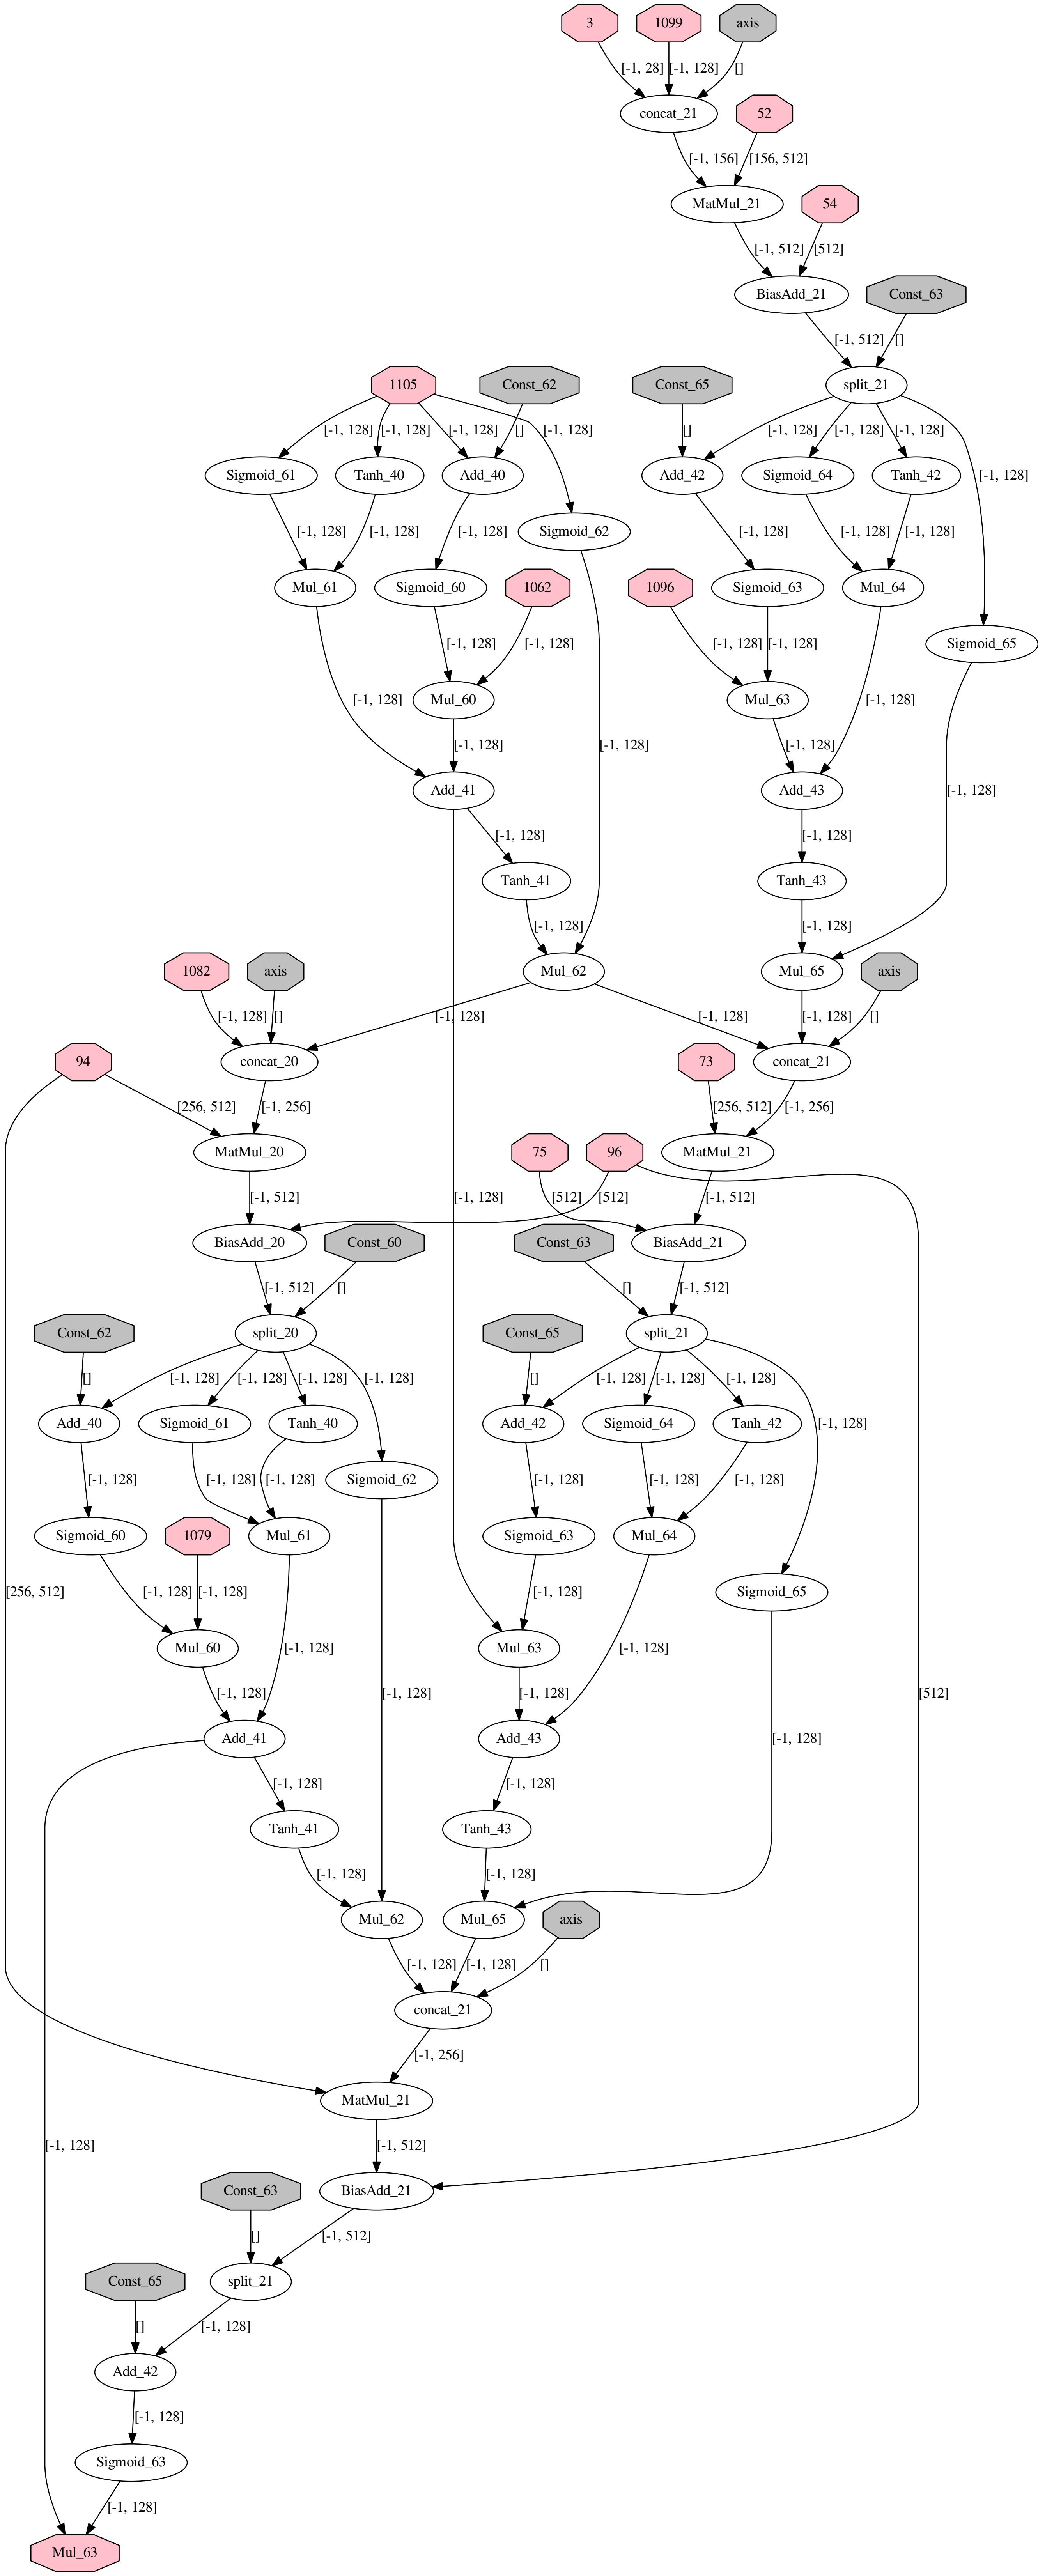 3 1099 axis
[-1, 28] [-1, 128] []
concat_21 52
[-1, 156] [156, 512]
MatMul_21 54
[-1, 512] [512]
BiasAdd_21 Const_63
[-1, 512] []
1105 Const_62 Const_65 split_21
[-1, 128] [-1, 128] [-1, 128] [] [-1, 128] [] [-1, 128] [-1, 128] [-1, 128]
Sigmoid_61 Tanh_40 Add_40 Add_42 Sigmoid_64 Tanh_42 [-1, 128]
[-1, 128] [-1, 128] [-1, 128] Sigmoid_62 [-1, 128] [-1, 128] [-1, 128]
Mul_61 Sigmoid_60 1062 1096 Sigmoid_63 Mul_64
[-1, 128] [-1, 128] [-1, 128] [-1, 128] Sigmoid_65
[-1, 128] Mul_60 Mul_63 [-1, 128]
[-1, 128] [-1, 128] [-1, 128]
Add_41 Add_43 [-1, 128]
[-1, 128] [-1, 128]
Tanh_41 Tanh_43
[-1, 128] [-1, 128]
1082 axis Mul_62 Mul_65 axis
[-1, 128] [] [-1, 128] [-1, 128] [-1, 128] []
94 concat_20 73 concat_21
[256, 512] [-1, 256] [256, 512] [-1, 256]
MatMul_20 75 96 MatMul_21
[-1, 512] [-1, 128] [512] [512] [-1, 512]
BiasAdd_20 Const_60 Const_63 BiasAdd_21
[-1, 512] [] [] [-1, 512]
Const_62 split_20 Const_65 split_21
[] [-1, 128] [-1, 128] [-1, 128] [-1, 128] [] [-1, 128] [-1, 128] [-1, 128]
Add_40 Sigmoid_61 Tanh_40 Add_42 Sigmoid_64 Tanh_42 [-1, 128]
[-1, 128] [-1, 128] [-1, 128] Sigmoid_62 [-1, 128] [-1, 128] [-1, 128]
Sigmoid_60 1079 Mul_61 Sigmoid_63 Mul_64
[256, 512] [-1, 128] [-1, 128] [-1, 128] Sigmoid_65
Mul_60 [-1, 128] Mul_63 [-1, 128]
[-1, 128] [-1, 128] [-1, 128] [512]
Add_41 Add_43 [-1, 128]
[-1, 128] [-1, 128]
Tanh_41 Tanh_43
[-1, 128] [-1, 128]
Mul_62 Mul_65 axis
[-1, 128] [-1, 128] []
concat_21
[-1, 256]
MatMul_21
[-1, 128] [-1, 512]
Const_63 BiasAdd_21
[] [-1, 512]
Const_65 split_21
[] [-1, 128]
Add_42
[-1, 128]
Sigmoid_63
[-1, 128]
Mul_63